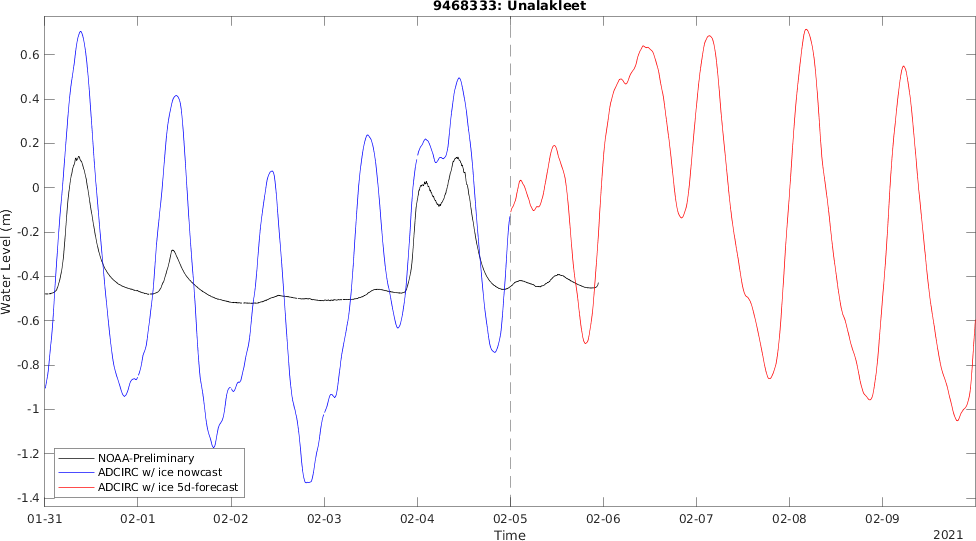 9468333: Unalakleet
0.6
0.4
0.2
0
-0.2
-0.4
-0.6
-0.8
-1
-1.2
-1.4
Water Level (m)
NOAA-Preliminary
ADCIRC w/ ice nowcast
ADCIRC w/ ice 5d-forecast
01-31 02-01 02-02 02-03 02-04 02-05 02-06 02-07 02-08 02-09
Time
2021